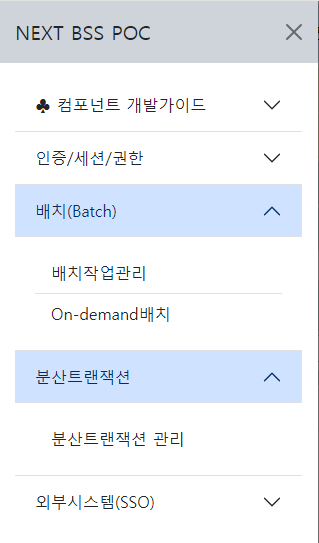 NEXT BSS POC
♣ 컴포넌트 개발가이드
인증/세션/권한
배치(Batch)
배치작업관리
On-demand배치
분산트랜잭션
분산트랜잭션 관리
외부시스템(SSO)